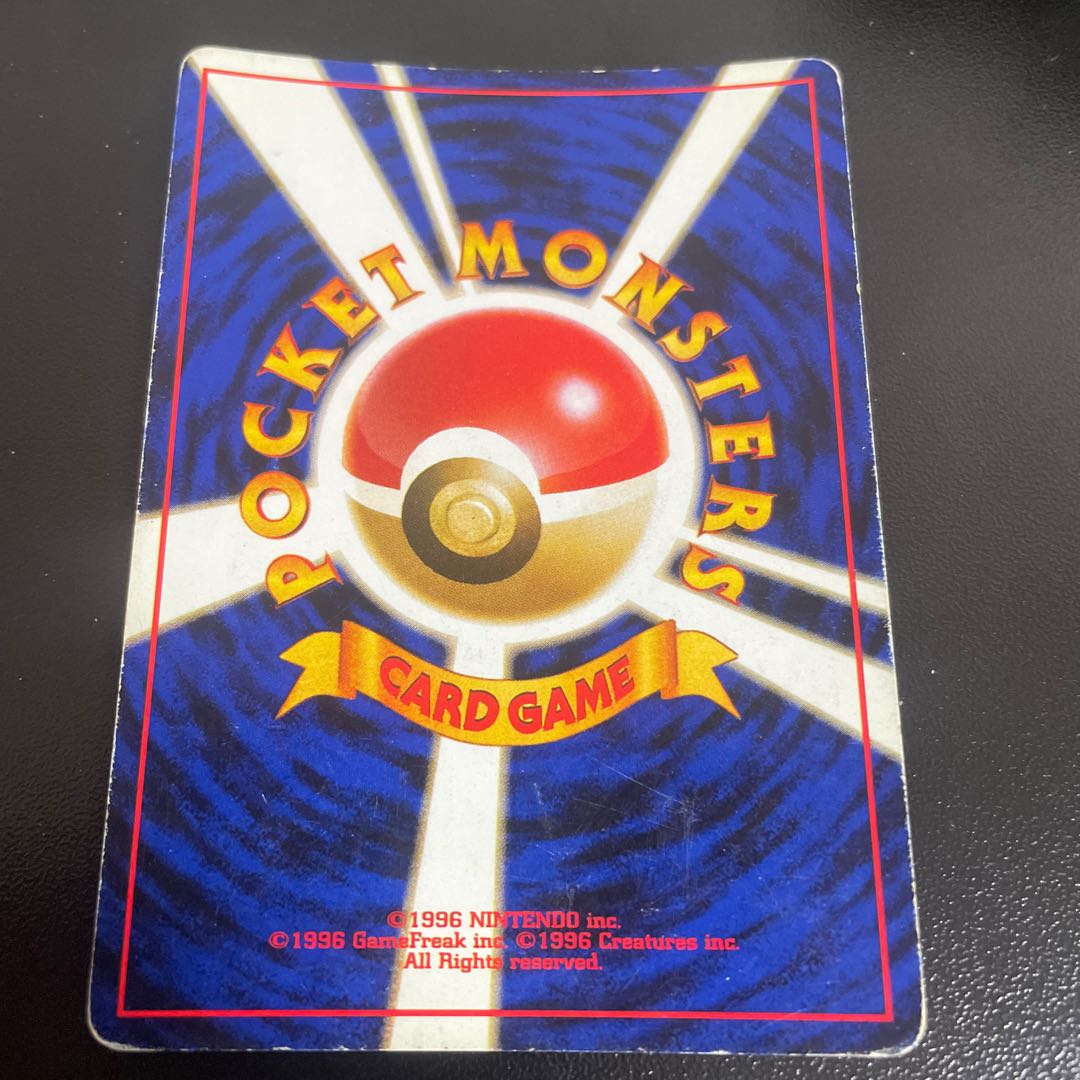 POCKET MONSTERS
CARD GAME
©1996 NINTENDO inc.
©1996 GameFreak inc. ©1996 Creatures inc.
All Rights reserved.